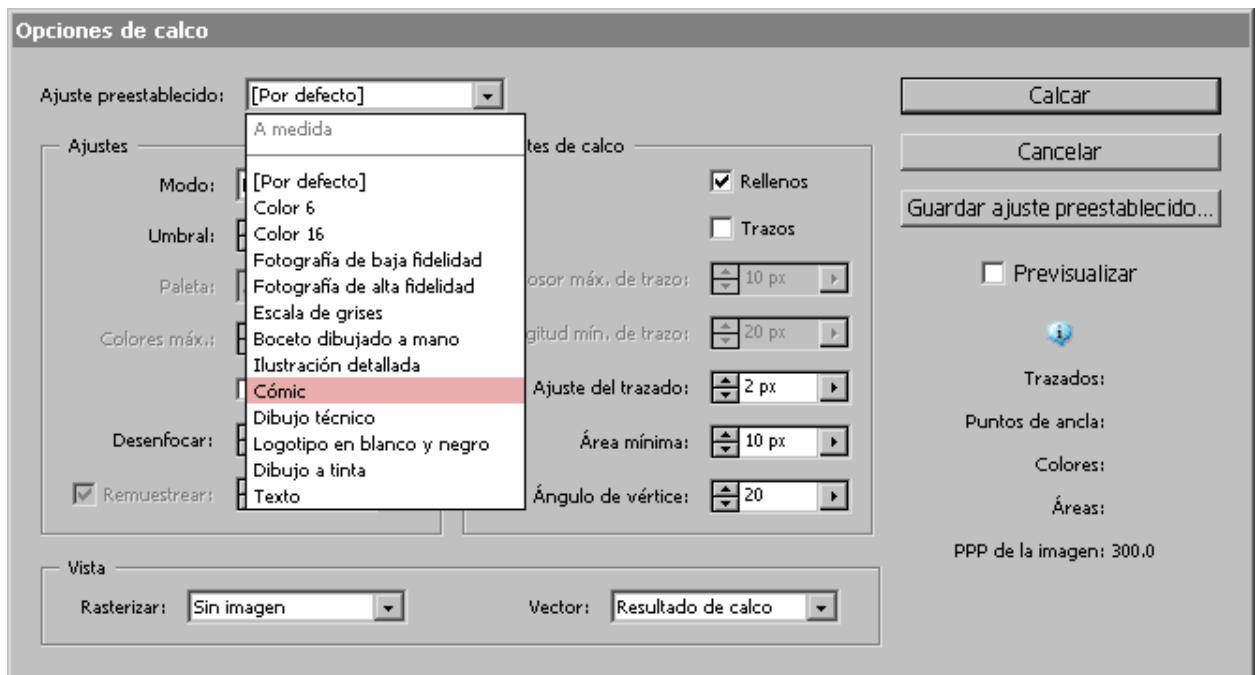 Opciones de calco
Ajuste preestablecido: [Por defecto]
A medida
[Por defecto]
Color 6
Color 16
Fotografía de baja fidelidad
Fotografía de alta fidelidad
Escala de grises
Boceto dibujado a mano
Ilustración detallada
Cómic
Dibujo técnico
Logotipo en blanco y negro
Dibujo a tinta
Texto
Ajustes
Modo:
Umbral:
Paleta:
Colores máx.:
Desenfocar:
Remuestrear:
de calco
Rellenos
Trazos
máx. de trazo: 10 px
mín. de trazo: 20 px
Ajuste del trazado: 2 px
Área mínima: 10 px
Ángulo de vértice: 20
Vista
Rasterizar: Sin imagen
Vector: Resultado de calco
Calcar
Cancelar
Guardar ajuste preestablecido...
Previsualizar
Trazados:
Puntos de ancla:
Colores:
Áreas:
PPP de la imagen: 300.0